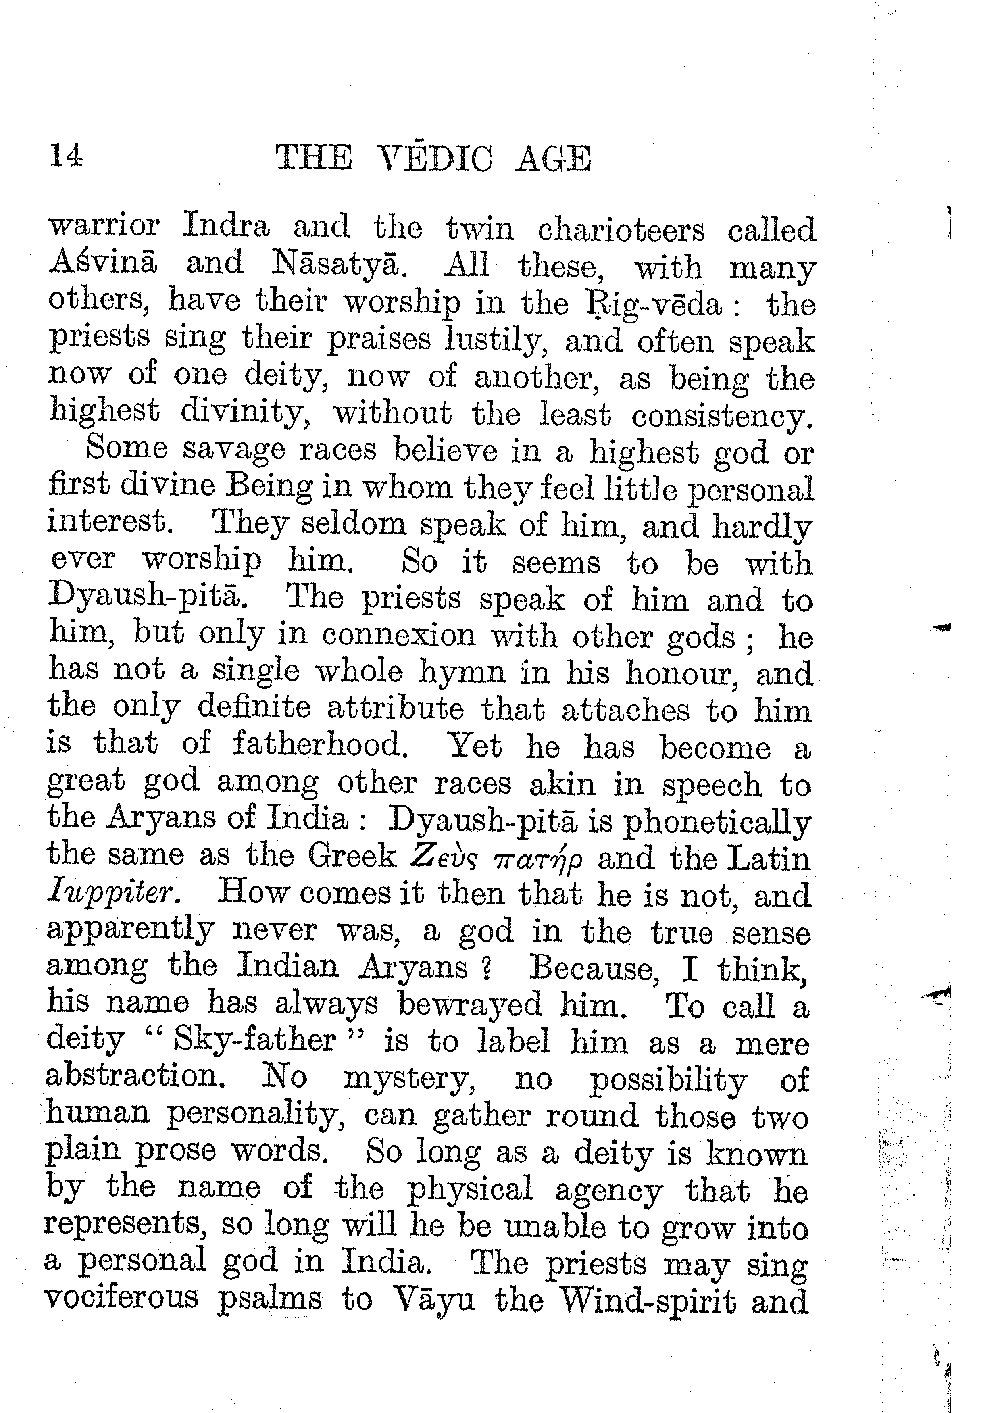 14 THE VĒDIC AGE
warrior Indra and the twin charioteers called
Aśvinā and Nāsatyā. All these, with many
others, have their worship in the Ṛig-vēda : the
priests sing their praises lustily, and often speak
now of one deity, now of another, as being the
highest divinity, without the least consistency.
Some savage races believe in a highest god or
first divine Being in whom they feel little personal
interest. They seldom speak of him, and hardly
ever worship him. So it seems to be with
Dyaush-pitā. The priests speak of him and to
him, but only in connexion with other gods ; he
has not a single whole hymn in his honour, and
the only definite attribute that attaches to him
is that of fatherhood. Yet he has become a
great god among other races akin in speech to
the Aryans of India : Dyaush-pitā is phonetically
the same as the Greek Ζεὺς πατήρ and the Latin
Iuppiter. How comes it then that he is not, and
apparently never was, a god in the true sense
among the Indian Aryans ? Because, I think,
his name has always bewrayed him. To call a
deity “ Sky-father ” is to label him as a mere
abstraction. No mystery, no possibility of
human personality, can gather round those two
plain prose words. So long as a deity is known
by the name of the physical agency that he
represents, so long will he be unable to grow into
a personal god in India. The priests may sing
vociferous psalms to Vāyu the Wind-spirit and